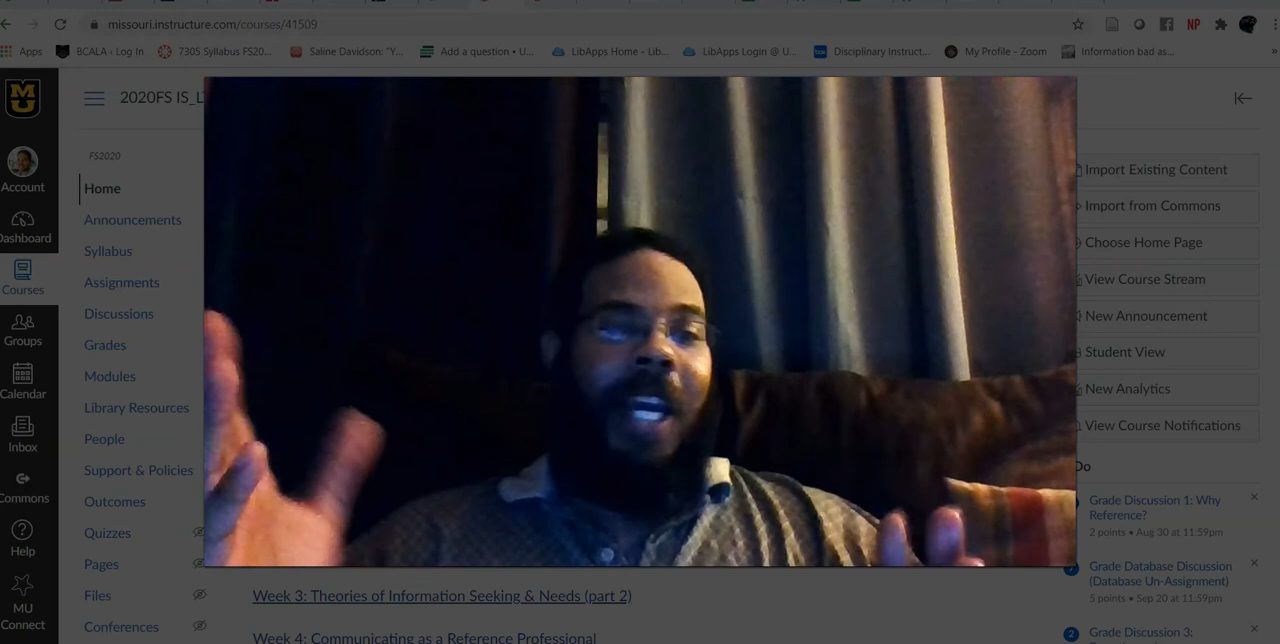 missouri.instructure.com/courses/41509
NP
Apps
BCALA ‹ Log In
7305 Syllabus FS20...
Saline Davidson: "Y...
Add a question • U...
LibApps Home - Lib...
LibApps Login @ U...
box
Disciplinary Instruct...
My Profile - Zoom
Information bad as...
»
MU
2020FS IS_L
FS2020
Account
Dashboard
Courses
Groups
Calendar
Inbox
Commons
Help
MU
Connect
Home
Announcements
Syllabus
Assignments
Discussions
Grades
Modules
Library Resources
People
Support & Policies
Outcomes
Quizzes
Pages
Files
Conferences
Week 3: Theories of Information Seeking & Needs (part 2)
Week 4: Communicating as a Reference Professional
Import Existing Content
Import from Commons
Choose Home Page
View Course Stream
New Announcement
Student View
New Analytics
View Course Notifications
Do
Grade Discussion 1: Why
Reference?
2 points • Aug 30 at 11:59pm
Grade Database Discussion
(Database Un-Assignment)
5 points • Sep 20 at 11:59pm
2
Grade Discussion 3: